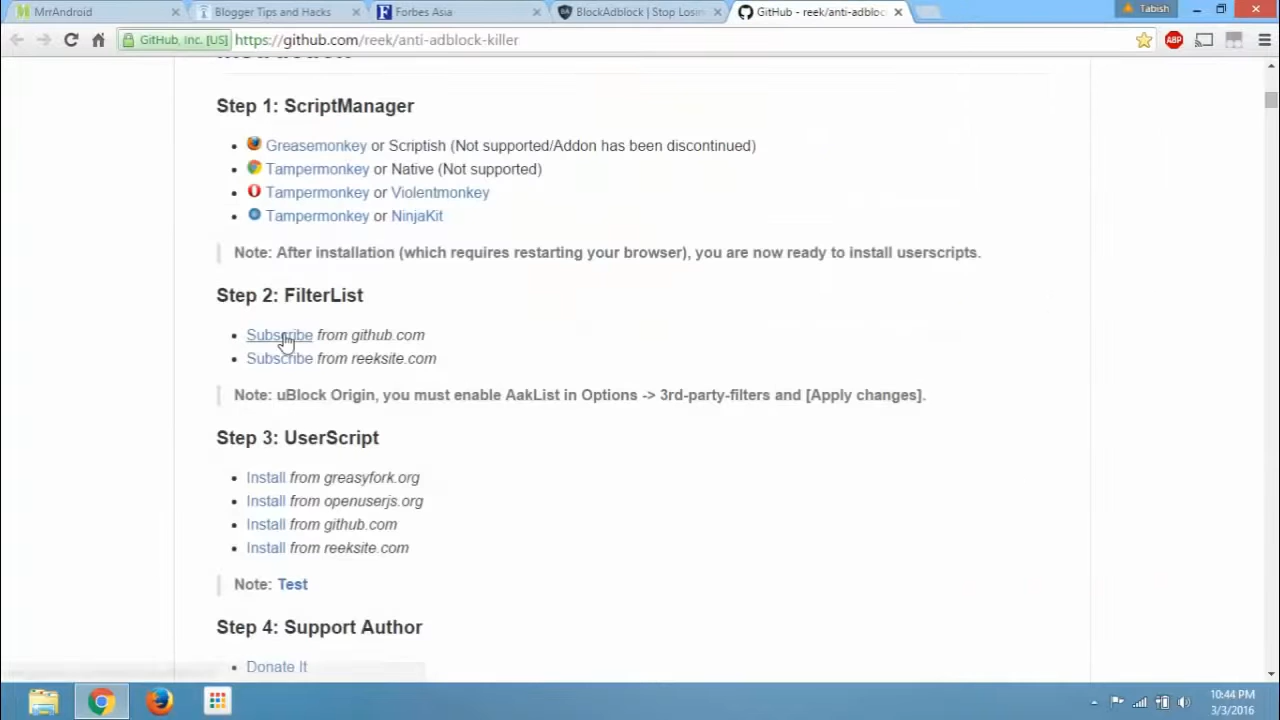 MrrAndroid
Blogger Tips and Hacks
Forbes Asia
BlockAdblock | Stop Losin
GitHub - reek/anti-adbloc
Tabish
GitHub, Inc. [US]
https://github.com/reek/anti-adblock-killer
ABP
Step 1: ScriptManager
Greasemonkey or Scriptish (Not supported/Addon has been discontinued)
Tampermonkey or Native (Not supported)
Tampermonkey or Violentmonkey
Tampermonkey or NinjaKit
Note: After installation (which requires restarting your browser), you are now ready to install userscripts.
Step 2: FilterList
Subscribe from github.com
Subscribe from reeksite.com
Note: uBlock Origin, you must enable AakList in Options -> 3rd-party-filters and [Apply changes].
Step 3: UserScript
Install from greasyfork.org
Install from openuserjs.org
Install from github.com
Install from reeksite.com
Note: Test
Step 4: Support Author
Donate It
10:44 PM
3/3/2016